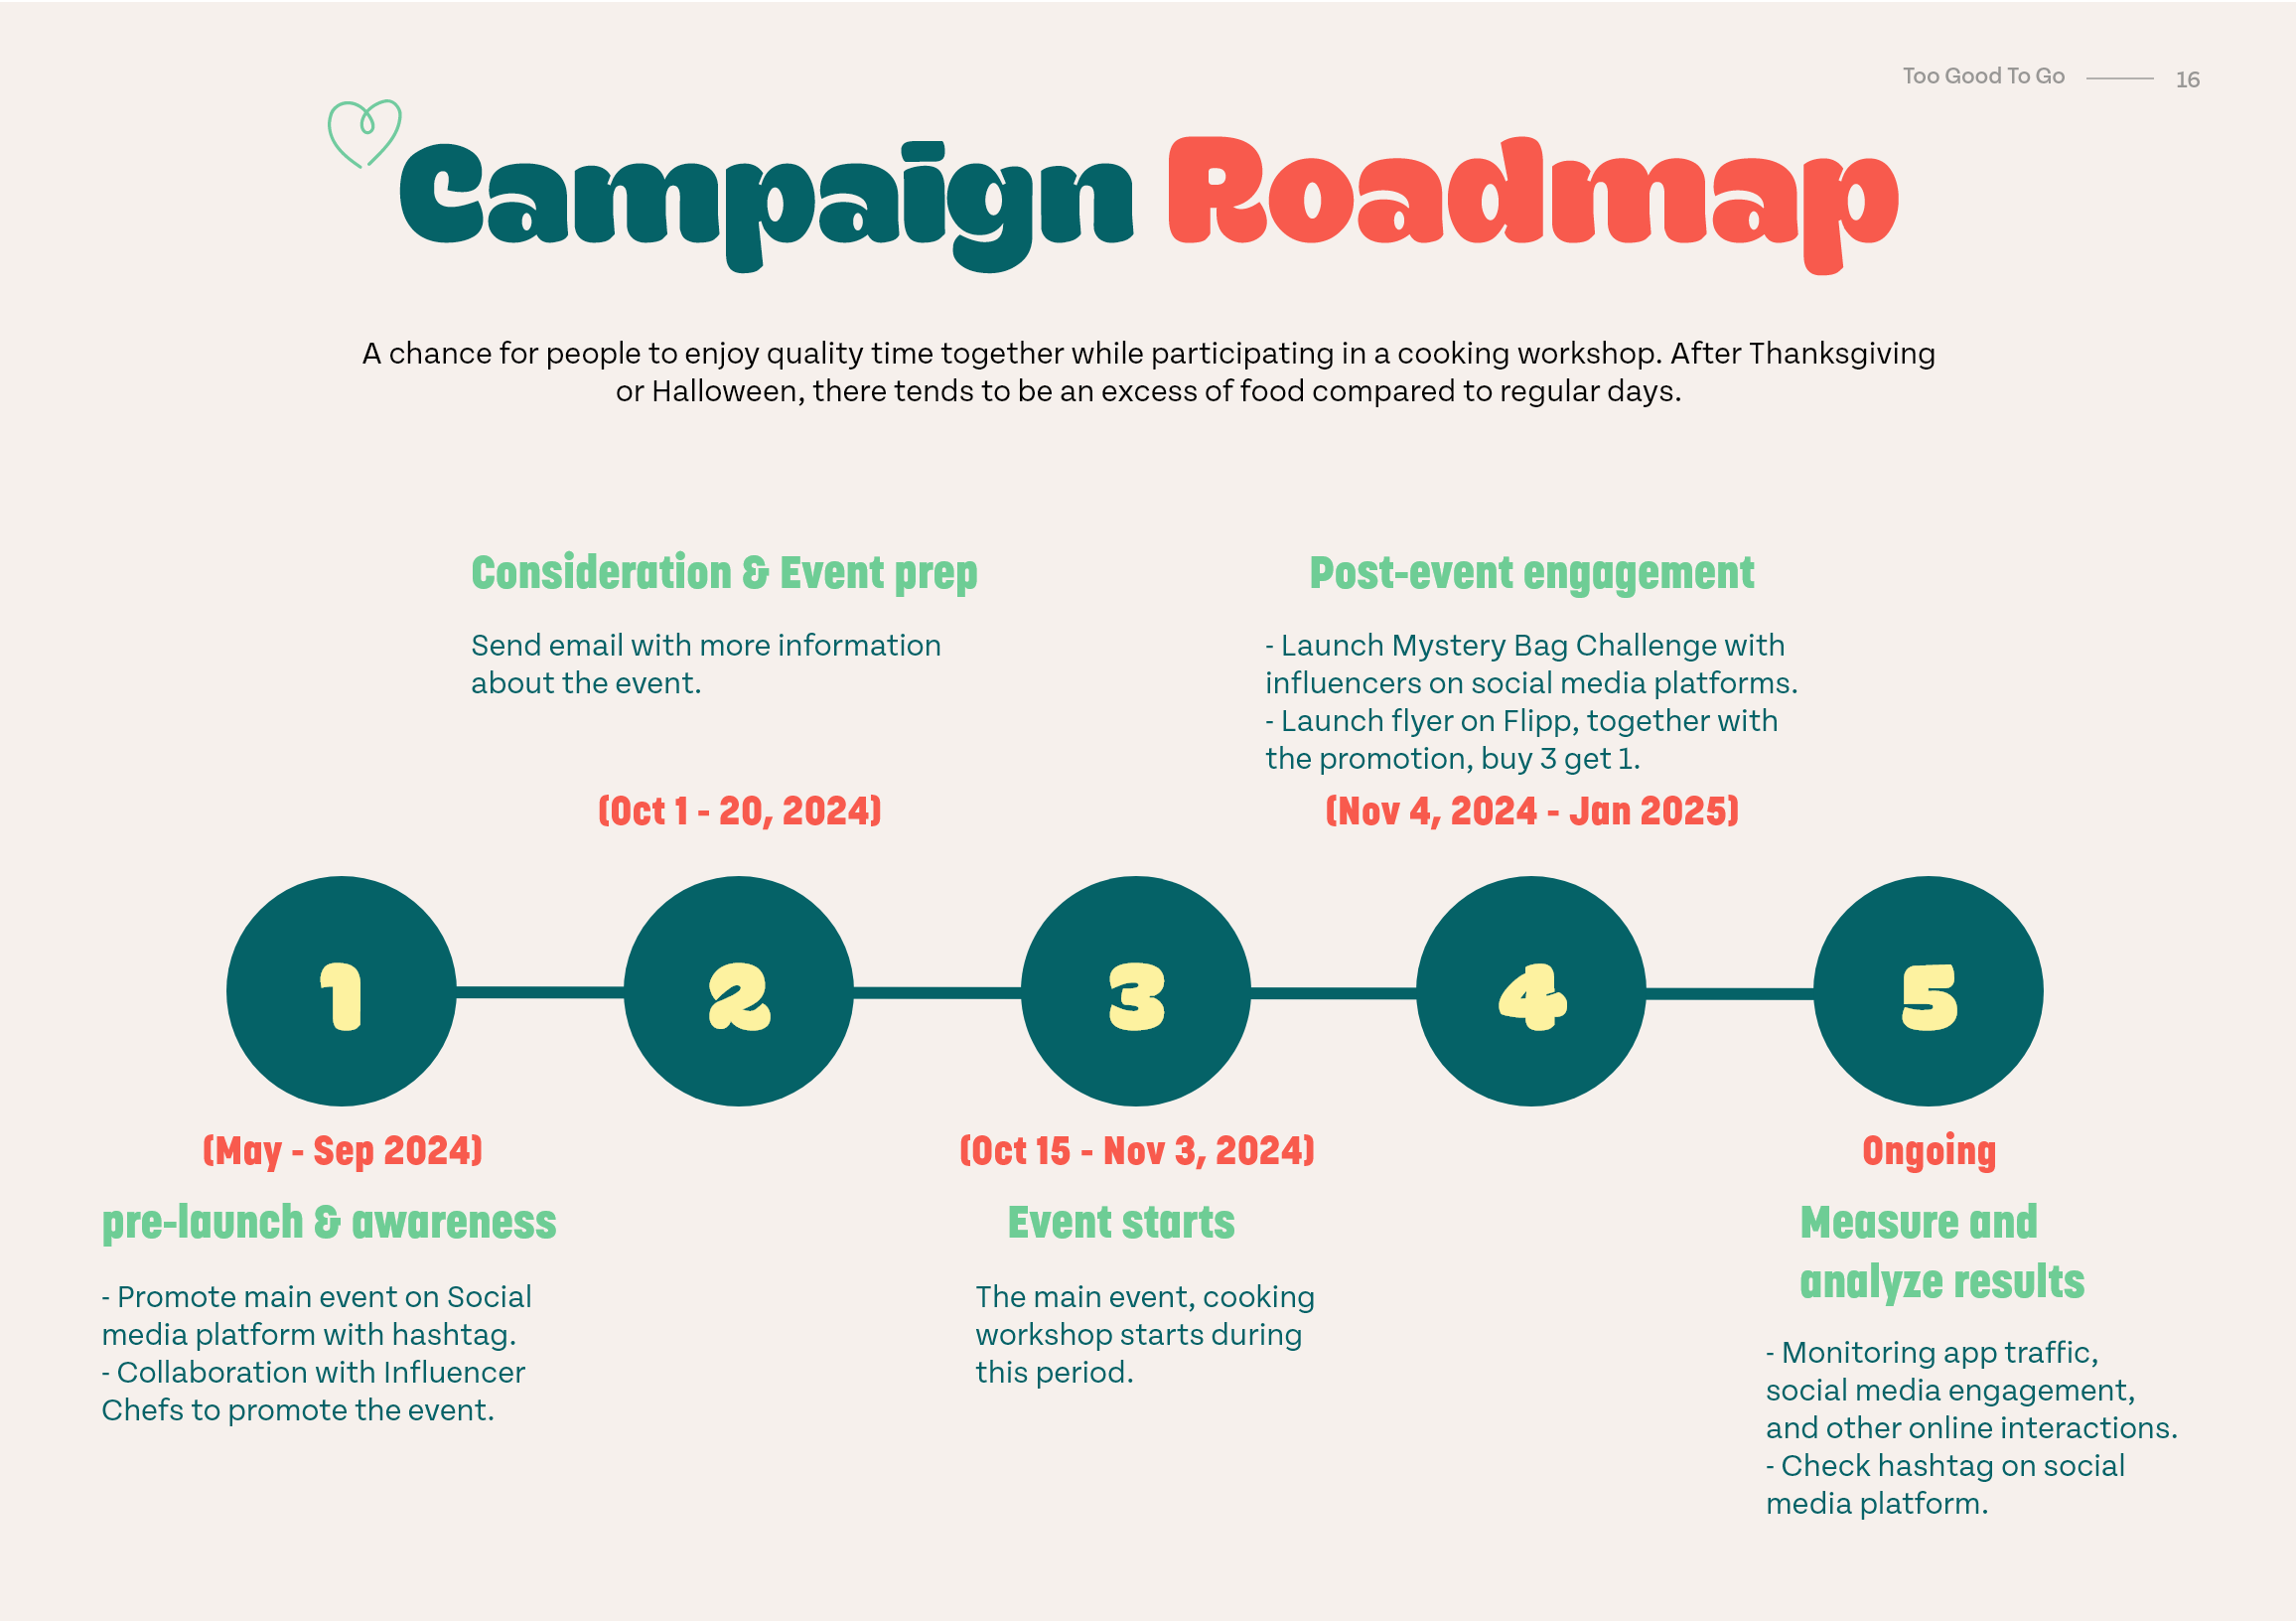 Too Good To Go
16
Campaign Roadmap
A chance for people to enjoy quality time together while participating in a cooking workshop. After Thanksgiving
or Halloween, there tends to be an excess of food compared to regular days.
Consideration & Event prep
Send email with more information
about the event.
(Oct 1 - 20, 2024)
Post-event engagement
- Launch Mystery Bag Challenge with
influencers on social media platforms.
- Launch flyer on Flipp, together with
the promotion, buy 3 get 1.
(Nov 4, 2024 - Jan 2025)
1
2
3
4
5
(May - Sep 2024)
pre-launch & awareness
- Promote main event on Social
media platform with hashtag.
- Collaboration with Influencer
Chefs to promote the event.
(Oct 15 - Nov 3, 2024)
Event starts
The main event, cooking
workshop starts during
this period.
Ongoing
Measure and
analyze results
- Monitoring app traffic,
social media engagement,
and other online interactions.
- Check hashtag on social
media platform.